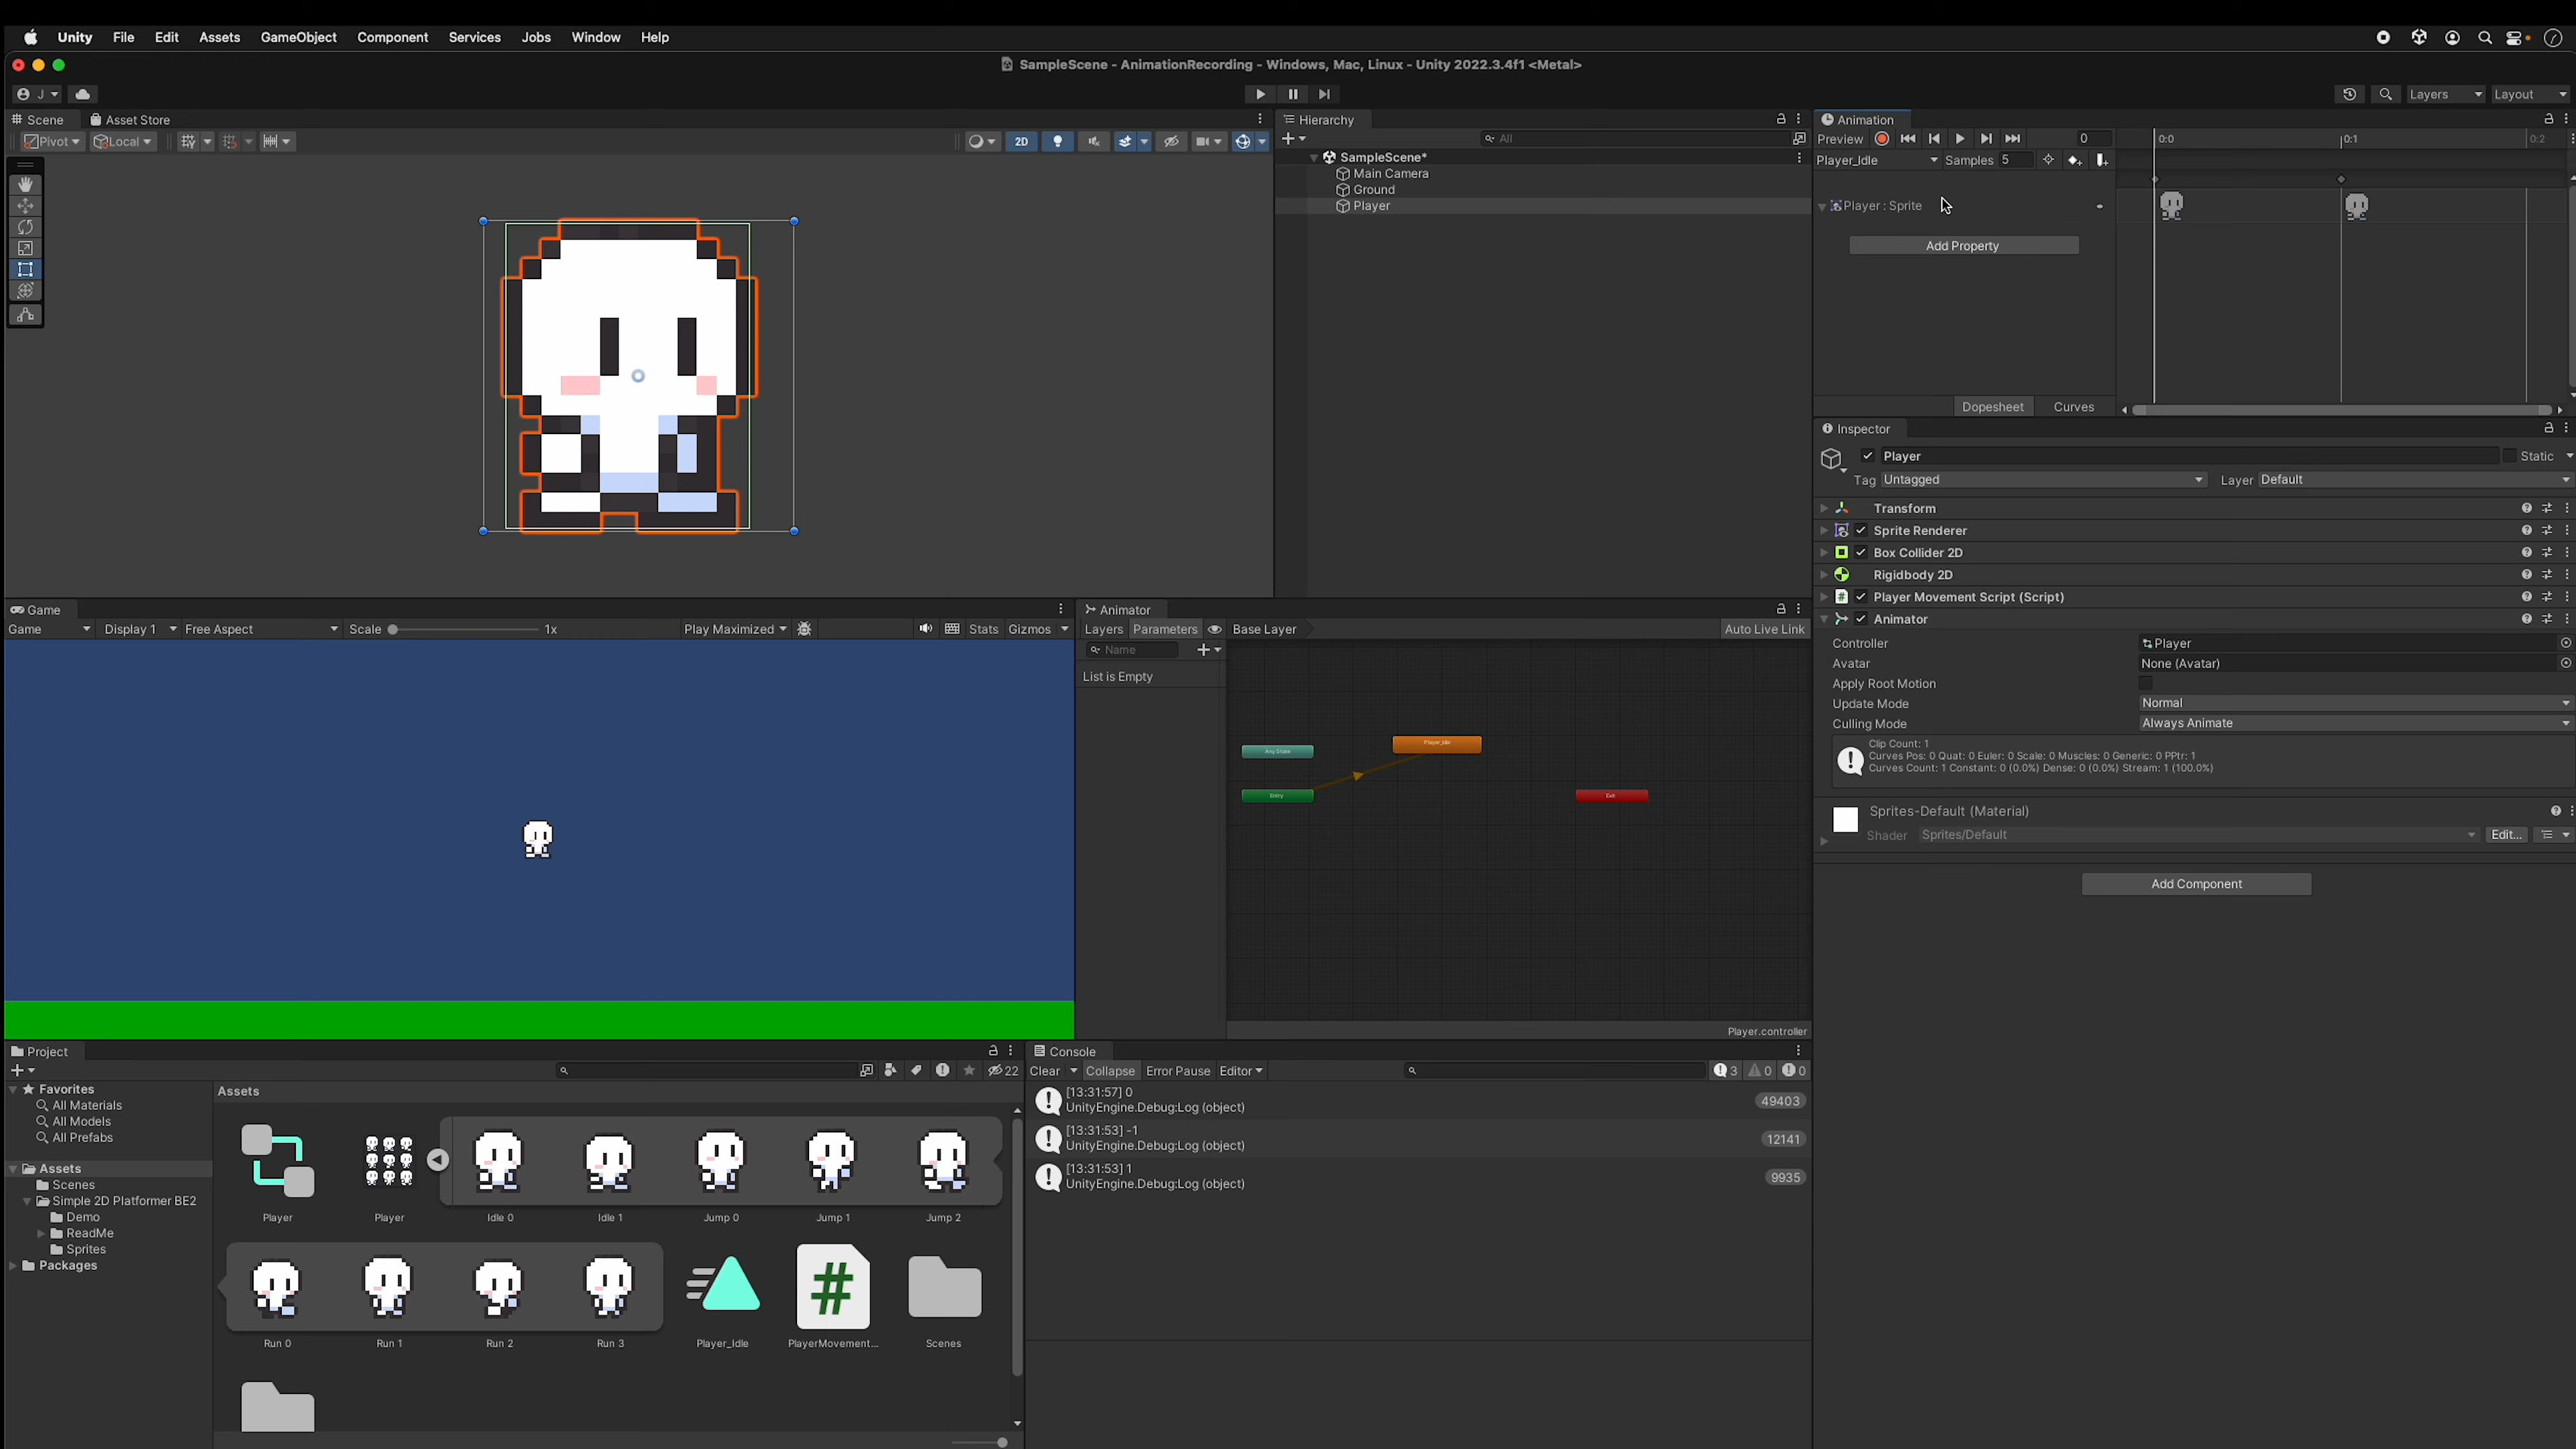 Unity File Edit Assets GameObject Component Services Jobs Window Help
SampleScene - AnimationRecording - Windows, Mac, Linux - Unity 2022.3.4f1 <Metal>
J
Layers Layout
Scene Asset Store
Pivot Local 2D
Hierarchy
All
SampleScene*
Main Camera
Ground
Player
Animation
Preview 0 0:0 0:1 0:2
Player_Idle Samples 5
Player : Sprite
Add Property
Dopesheet Curves
Inspector
Player Static
Tag Untagged Layer Default
Transform
Sprite Renderer
Box Collider 2D
Rigidbody 2D
Player Movement Script (Script)
Animator
Controller Player
Avatar None (Avatar)
Apply Root Motion
Update Mode Normal
Culling Mode Always Animate
Clip Count: 1
Curves Pos: 0 Quat: 0 Euler: 0 Scale: 0 Muscles: 0 Generic: 0 PPtr: 1
Curves Count: 1 Constant: 0 (0.0%) Dense: 0 (0.0%) Stream: 1 (100.0%)
Sprites-Default (Material)
Shader Sprites/Default Edit...
Add Component
Game
Game Display 1 Free Aspect Scale 1x Play Maximized Stats Gizmos
Animator
Layers Parameters Base Layer Auto Live Link
Name
List is Empty
Any State
Player_Idle
Entry
Exit
Player.controller
Project
22
Favorites
All Materials
All Models
All Prefabs
Assets
Scenes
Simple 2D Platformer BE2
Demo
ReadMe
Sprites
Packages
Assets
Player Player Idle 0 Idle 1 Jump 0 Jump 1 Jump 2
Run 0 Run 1 Run 2 Run 3 Player_Idle PlayerMovement... Scenes
Console
Clear Collapse Error Pause Editor 3 0 0
[13:31:57] 0
UnityEngine.Debug:Log (object)
49403
[13:31:53] -1
UnityEngine.Debug:Log (object)
12141
[13:31:53] 1
UnityEngine.Debug:Log (object)
9935